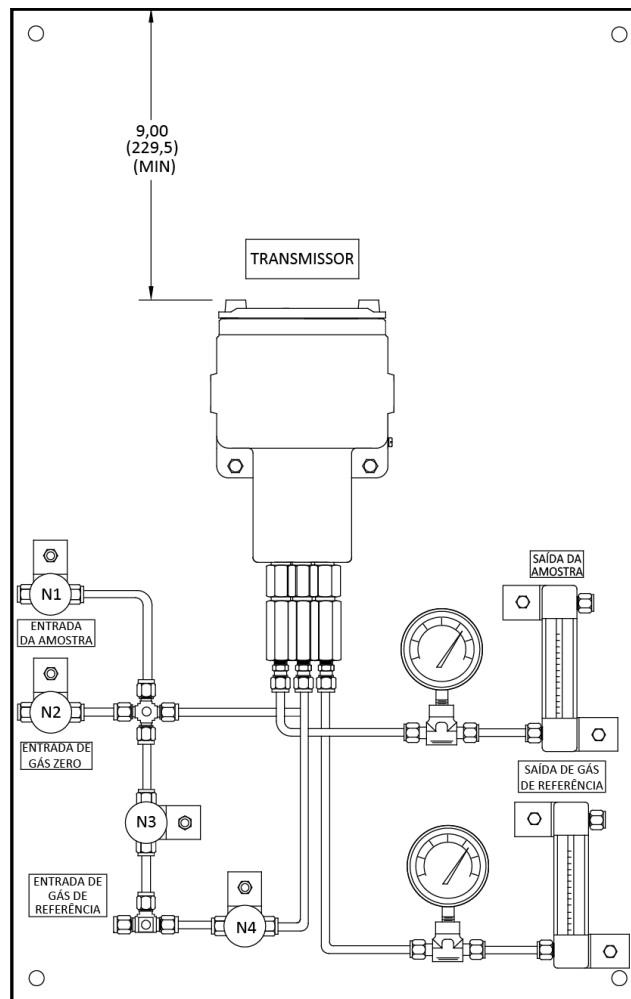 9,00
(229,5)
(MIN)
TRANSMISSOR
SAÍDA DA
AMOSTRA
N1
ENTRADA
DA AMOSTRA
N2
ENTRADA DE
GÁS ZERO
SAÍDA DE GÁS
DE REFERÊNCIA
N3
ENTRADA DE
GÁS DE
REFERÊNCIA
N4